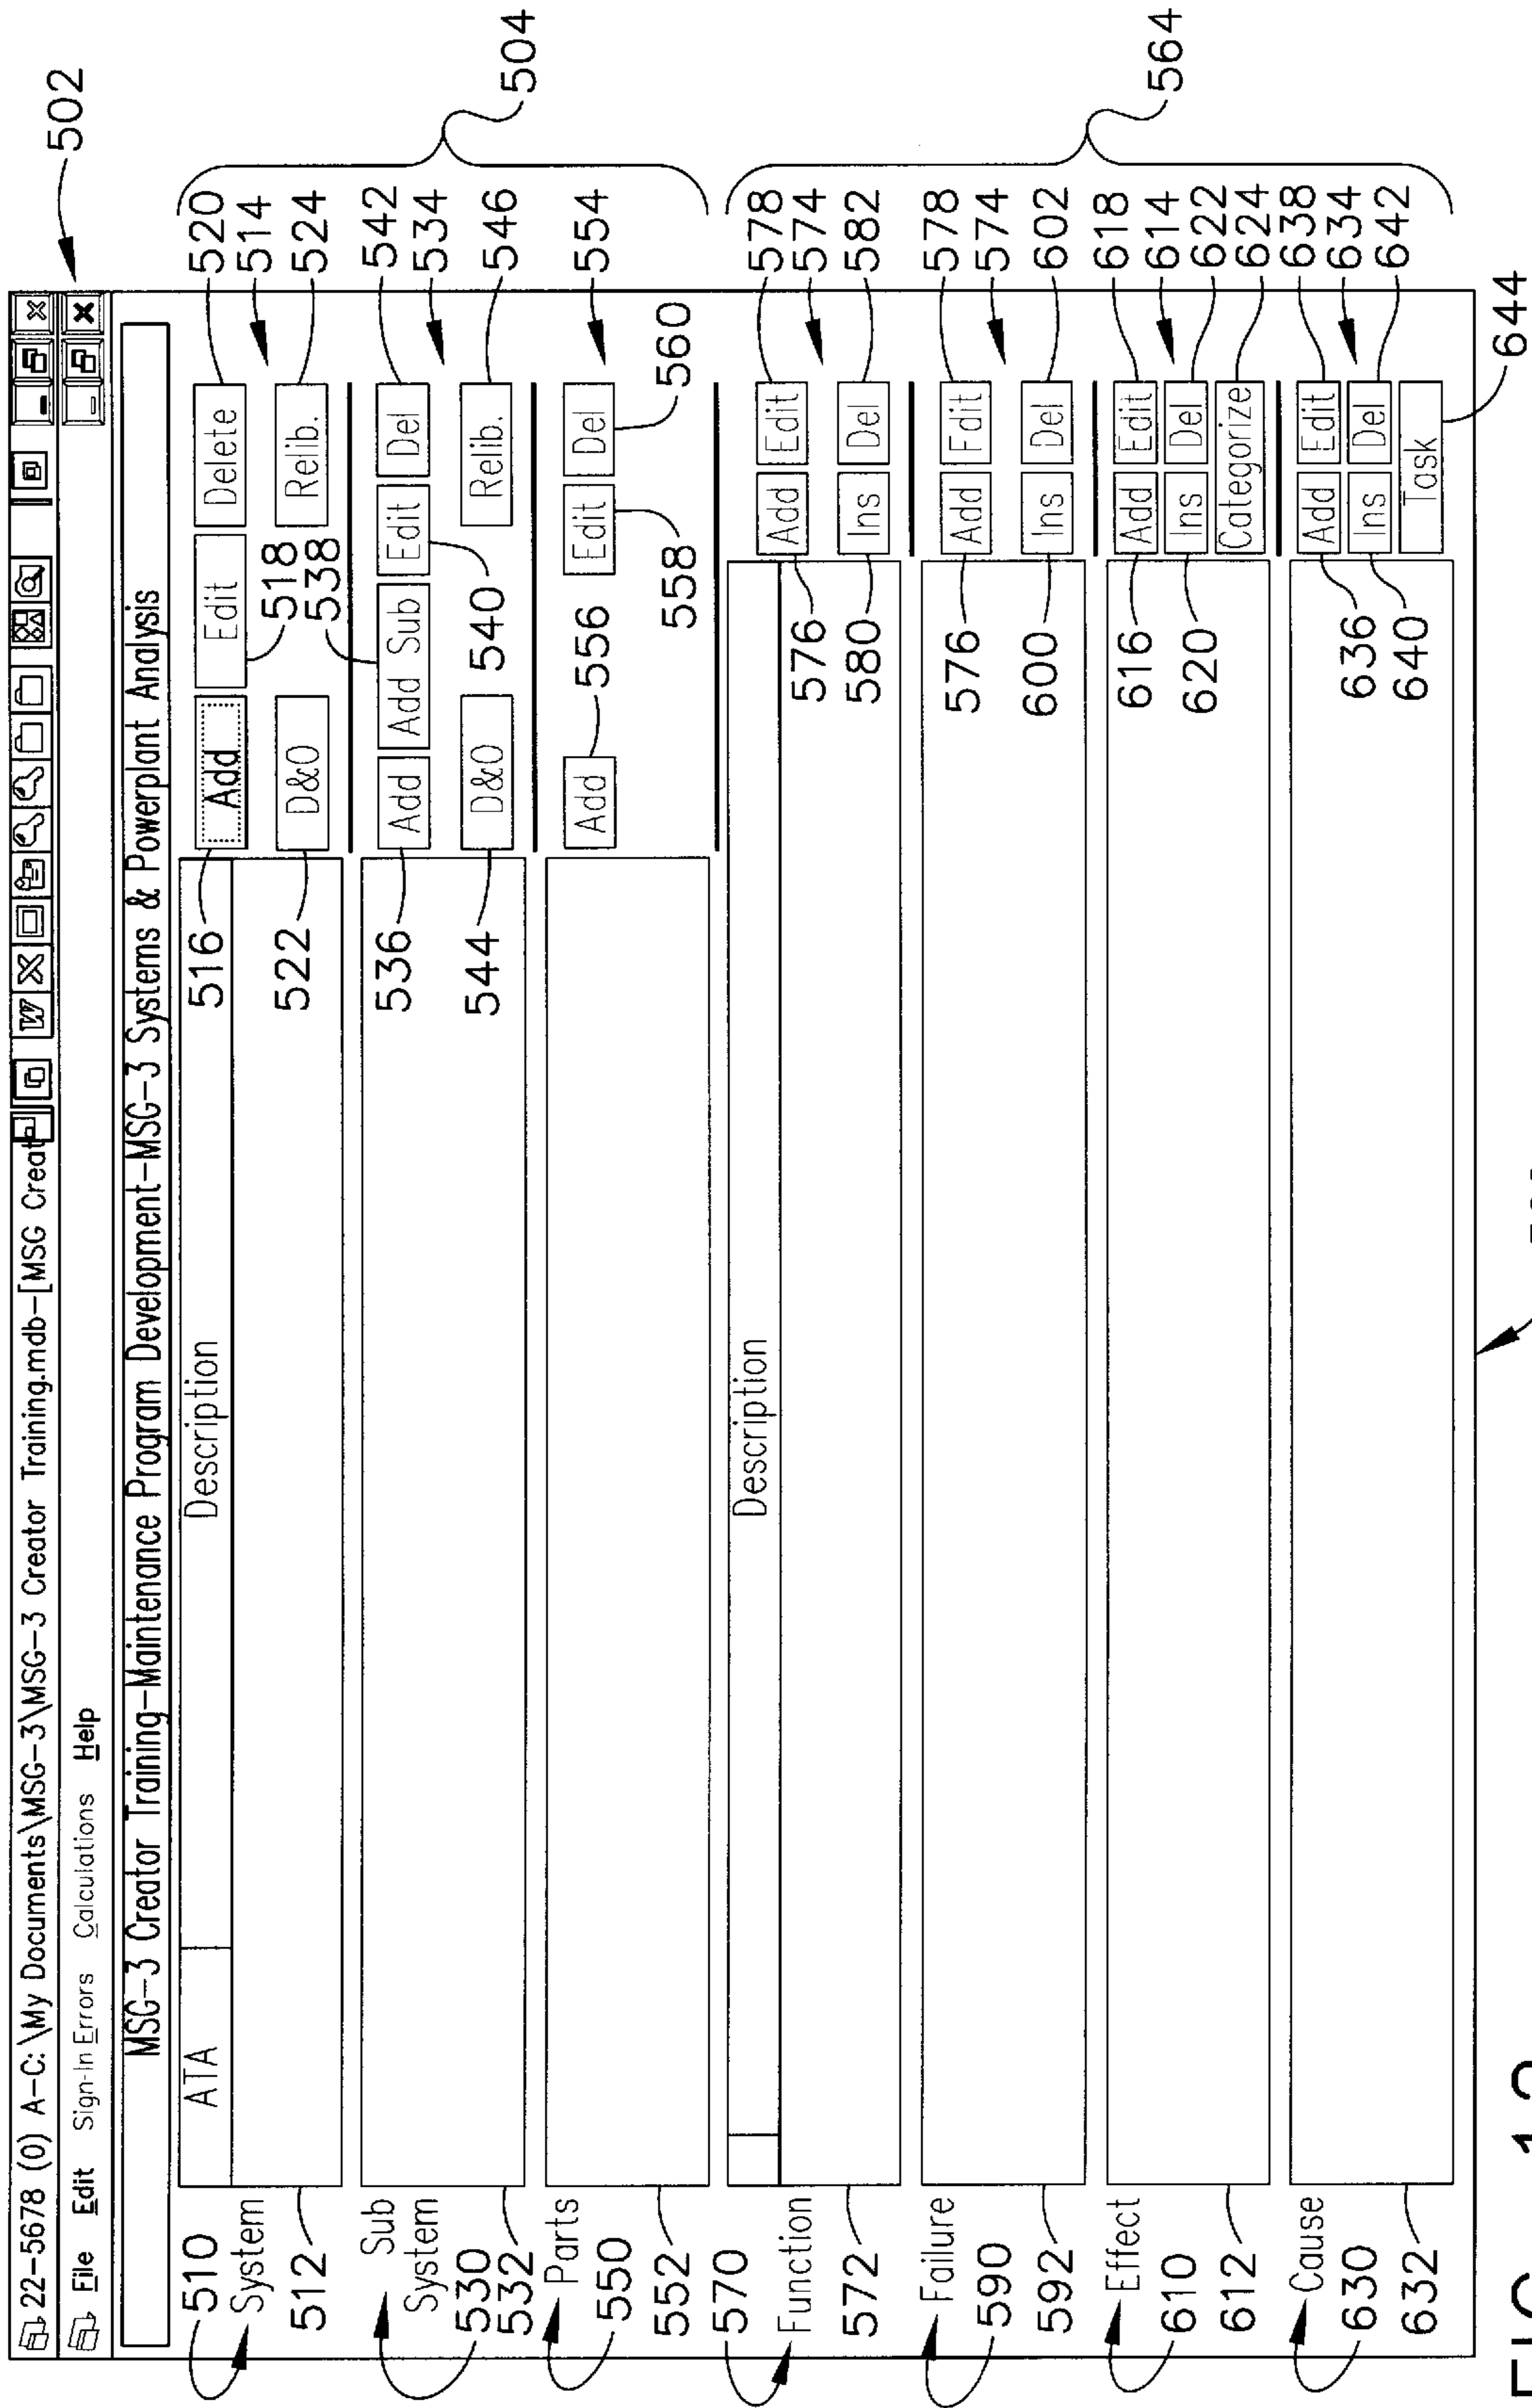 222-5678 (0) A-C:\My Documents\MSG-3\MSG-3 Creator Training.mdb-[MSG Creat
File Edit Sign-In Errors Calculations Help
502
MSG-3 Creator Training-Maintenance Program Development-MSG-3 Systems & Powerplant Analysis
510
System
512
ATA Description
516 Add Edit Delete 520
518
514
522 D&O Relib. 524
504
Sub
System
530
532
538
536 Add Add Sub Edit Del 542
540
534
544 D&O Relib. 546
Parts
550
552
Add Edit Del 554
556
558
560
570
Function
572
Description
Add Edit 578
576
574
580 Ins Del 582
564
Failure
590
592
Add Edit 578
576
574
600 Ins Del 602
Effect
610
612
616 Add Edit 618
614
620 Ins Del 622
Categorize 624
Cause
630
632
636 Add Edit 638
634
640 Ins Del 642
Task
644